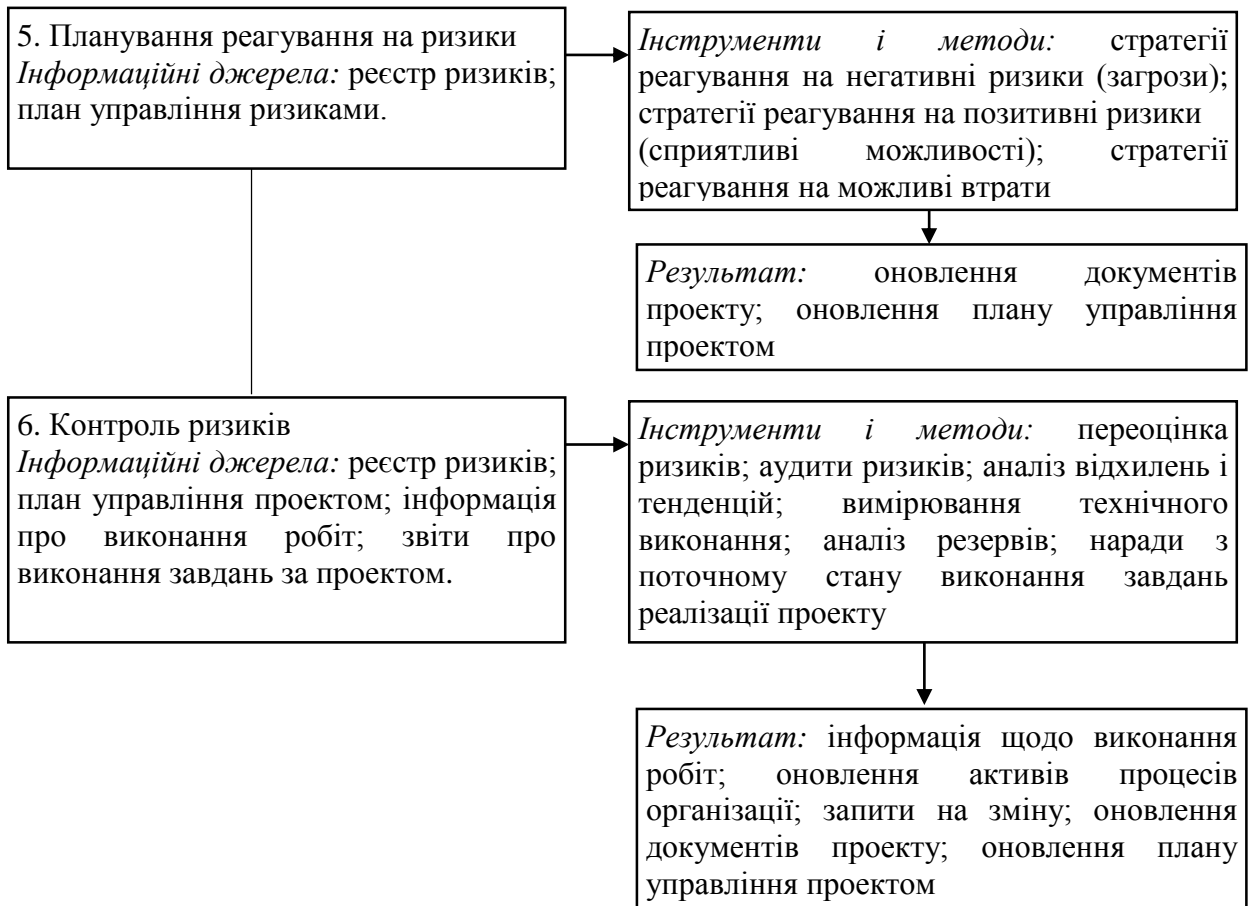 5. Планування реагування на ризики
Інформаційні джерела: реєстр ризиків;
план управління ризиками.
Інструменти і методи: стратегії
реагування на негативні ризики (загрози);
стратегії реагування на позитивні ризики
(сприятливі можливості); стратегії
реагування на можливі втрати
Результат: оновлення документів
проекту; оновлення плану управління
проектом
6. Контроль ризиків
Інформаційні джерела: реєстр ризиків;
план управління проектом; інформація
про виконання робіт; звіти про
виконання завдань за проектом.
Інструменти і методи: переоцінка
ризиків; аудити ризиків; аналіз відхилень і
тенденцій; вимірювання технічного
виконання; аналіз резервів; наради з
поточному стану виконання завдань
реалізації проекту
Результат: інформація щодо виконання
робіт; оновлення активів процесів
організації; запити на зміну; оновлення
документів проекту; оновлення плану
управління проектом